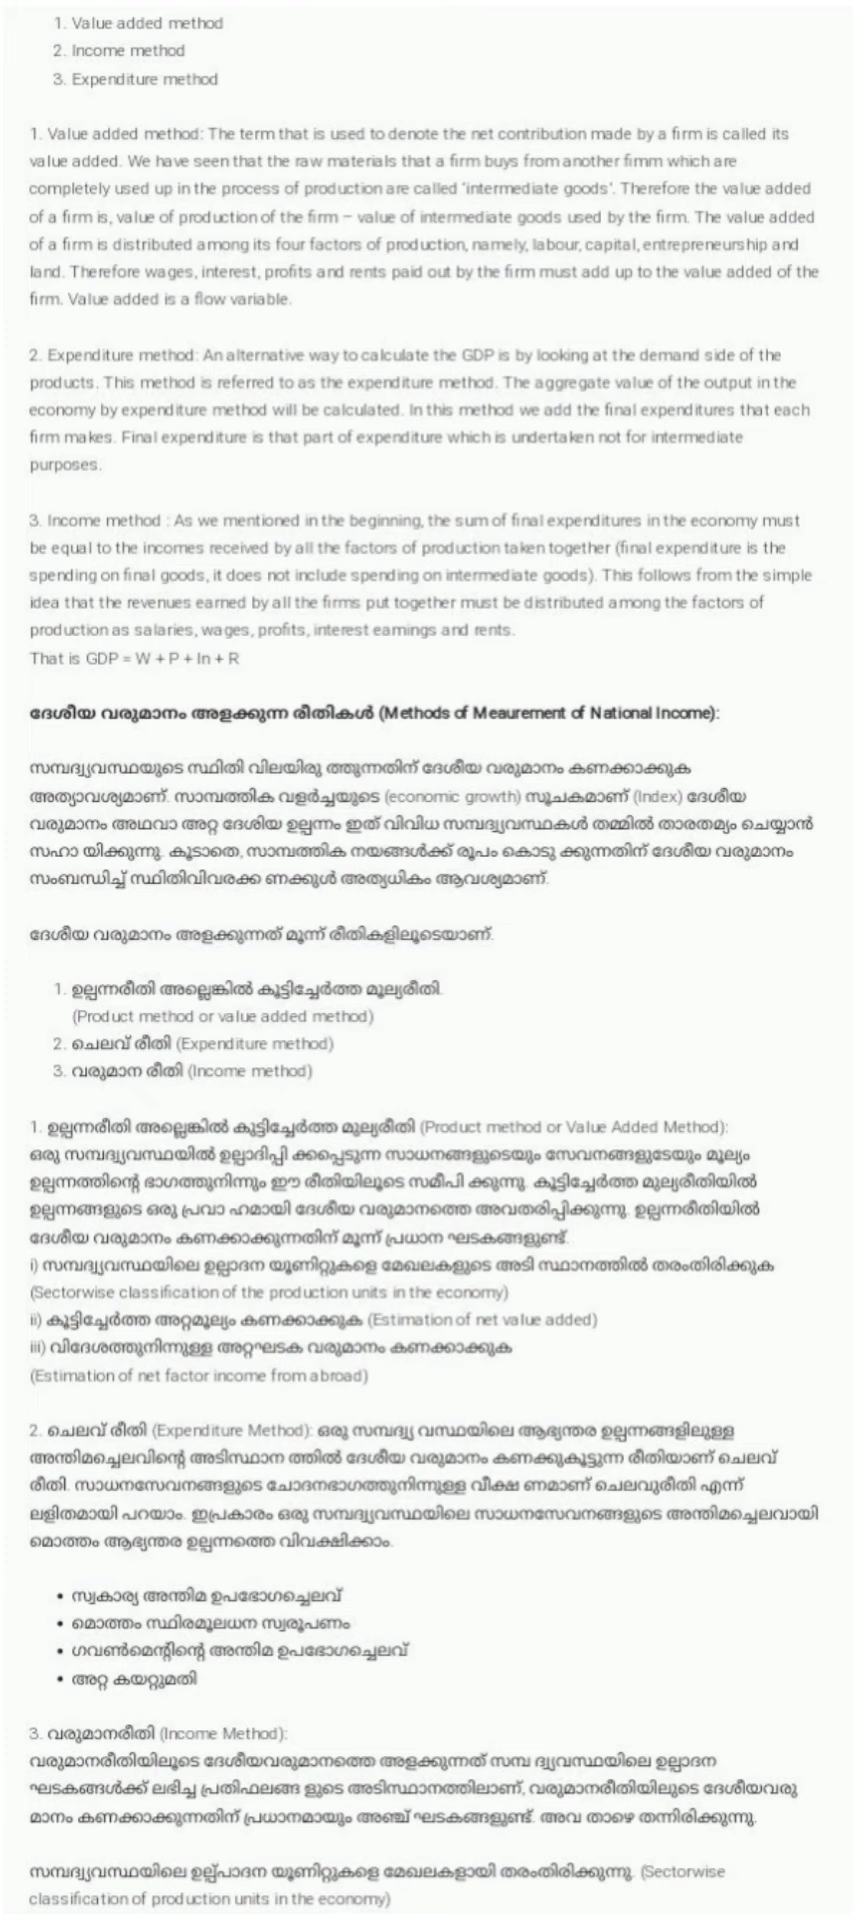 1. Value added method
2. Income method
3. Expenditure method
1. Value added method: The term that is used to denote the net contribution made by a firm is called its
value added. We have seen that the raw materials that a firm buys from another fimm which are
completely used up in the process of production are called 'intermediate goods'. Therefore the value added
of a firm is, value of production of the firm – value of intermediate goods used by the firm. The value added
of a firm is distributed among its four factors of production, namely, labour, capital, entrepreneurship and
land. Therefore wages, interest, profits and rents paid out by the firm must add up to the value added of the
firm. Value added is a flow variable.
2. Expenditure method: An alternative way to calculate the GDP is by looking at the demand side of the
products. This method is referred to as the expenditure method. The aggregate value of the output in the
economy by expenditure method will be calculated. In this method we add the final expenditures that each
firm makes. Final expenditure is that part of expenditure which is undertaken not for intermediate
purposes.
3. Income method : As we mentioned in the beginning, the sum of final expenditures in the economy must
be equal to the incomes received by all the factors of production taken together (final expenditure is the
spending on final goods, it does not include spending on intermediate goods). This follows from the simple
idea that the revenues earned by all the firms put together must be distributed among the factors of
production as salaries, wages, profits, interest earnings and rents.
That is GDP = W + P + In + R
ദേശീയ വരുമാനം അളക്കുന്ന രീതികൾ (Methods of Meaurement of National Income):
സമ്പദ്വ്യവസ്ഥയുടെ സ്ഥിതി വിലയിരു ത്തുന്നതിന് ദേശീയ വരുമാനം കണക്കാക്കുക
അത്യാവശ്യമാണ്. സാമ്പത്തിക വളർച്ചയുടെ (economic growth) സൂചകമാണ് (Index) ദേശീയ
വരുമാനം അഥവാ അറ്റ ദേശിയ ഉല്പന്നം ഇത് വിവിധ സമ്പദ്വ്യവസ്ഥകൾ തമ്മിൽ താരതമ്യം ചെയ്യാൻ
സഹാ യിക്കുന്നു. കൂടാതെ, സാമ്പത്തിക നയങ്ങൾക്ക് രൂപം കൊടു ക്കുന്നതിന് ദേശീയ വരുമാനം
സംബന്ധിച്ച് സ്ഥിതിവിവരക്ക ണക്കുൾ അത്യധികം ആവശ്യമാണ്.
ദേശീയ വരുമാനം അളക്കുന്നത് മൂന്ന് രീതികളിലൂടെയാണ്.
1. ഉല്പന്നരീതി അല്ലെങ്കിൽ കൂട്ടിച്ചേർത്ത മൂല്യരീതി.
(Product method or value added method)
2. ചെലവ് രീതി (Expenditure method)
3. വരുമാന രീതി (Income method)
1. ഉല്പന്നരീതി അല്ലെങ്കിൽ കൂട്ടിച്ചേർത്ത മൂല്യരീതി (Product method or Value Added Method):
ഒരു സമ്പദ്വ്യവസ്ഥയിൽ ഉല്പാദിപ്പി ക്കപ്പെടുന്ന സാധനങ്ങളുടെയും സേവനങ്ങളുടേയും മൂല്യം
ഉല്പന്നത്തിന്റെ ഭാഗത്തുനിന്നും ഈ രീതിയിലൂടെ സമീപി ക്കുന്നു. കൂട്ടിച്ചേർത്ത മൂല്യരീതിയിൽ
ഉല്പന്നങ്ങളുടെ ഒരു പ്രവാ ഹമായി ദേശീയ വരുമാനത്തെ അവതരിപ്പിക്കുന്നു. ഉല്പന്നരീതിയിൽ
ദേശീയ വരുമാനം കണക്കാക്കുന്നതിന് മൂന്ന് പ്രധാന ഘടകങ്ങളുണ്ട്.
i) സമ്പദ്വ്യവസ്ഥയിലെ ഉല്പാദന യൂണിറ്റുകളെ മേഖലകളുടെ അടി സ്ഥാനത്തിൽ തരംതിരിക്കുക
(Sectorwise classification of the production units in the economy)
ii) കൂട്ടിച്ചേർത്ത അറ്റമൂല്യം കണക്കാക്കുക (Estimation of net value added)
iii) വിദേശത്തുനിന്നുള്ള അറ്റഘടക വരുമാനം കണക്കാക്കുക
(Estimation of net factor income from abroad)
2. ചെലവ് രീതി (Expenditure Method): ഒരു സമ്പദ്വ്യ വസ്ഥയിലെ ആഭ്യന്തര ഉല്പന്നങ്ങളിലുള്ള
അന്തിമച്ചെലവിന്റെ അടിസ്ഥാന ത്തിൽ ദേശീയ വരുമാനം കണക്കുകൂട്ടുന്ന രീതിയാണ് ചെലവ്
രീതി. സാധനസേവനങ്ങളുടെ ചോദനഭാഗത്തുനിന്നുള്ള വീക്ഷ ണമാണ് ചെലവുരീതി എന്ന്
ലളിതമായി പറയാം. ഇപ്രകാരം ഒരു സമ്പദ്വ്യവസ്ഥയിലെ സാധനസേവനങ്ങളുടെ അന്തിമച്ചെലവായി
മൊത്തം ആഭ്യന്തര ഉല്പന്നത്തെ വിവക്ഷിക്കാം.
• സ്വകാര്യ അന്തിമ ഉപഭോഗച്ചെലവ്
• മൊത്തം സ്ഥിരമൂലധന സ്വരൂപണം
• ഗവൺമെന്റിന്റെ അന്തിമ ഉപഭോഗച്ചെലവ്
• അറ്റ കയറ്റുമതി
3. വരുമാനരീതി (Income Method):
വരുമാനരീതിയിലൂടെ ദേശീയവരുമാനത്തെ അളക്കുന്നത് സമ്പ ദ്വ്യവസ്ഥയിലെ ഉല്പാദന
ഘടകങ്ങൾക്ക് ലഭിച്ച പ്രതിഫലങ്ങ ളുടെ അടിസ്ഥാനത്തിലാണ്, വരുമാനരീതിയിലുടെ ദേശീയവരു
മാനം കണക്കാക്കുന്നതിന് പ്രധാനമായും അഞ്ച് ഘടകങ്ങളുണ്ട്. അവ താഴെ തന്നിരിക്കുന്നു.
സമ്പദ്വ്യവസ്ഥയിലെ ഉല്പ്പാദന യൂണിറ്റുകളെ മേഖലകളായി തരംതിരിക്കുന്നു. (Sectorwise
classification of production units in the economy)